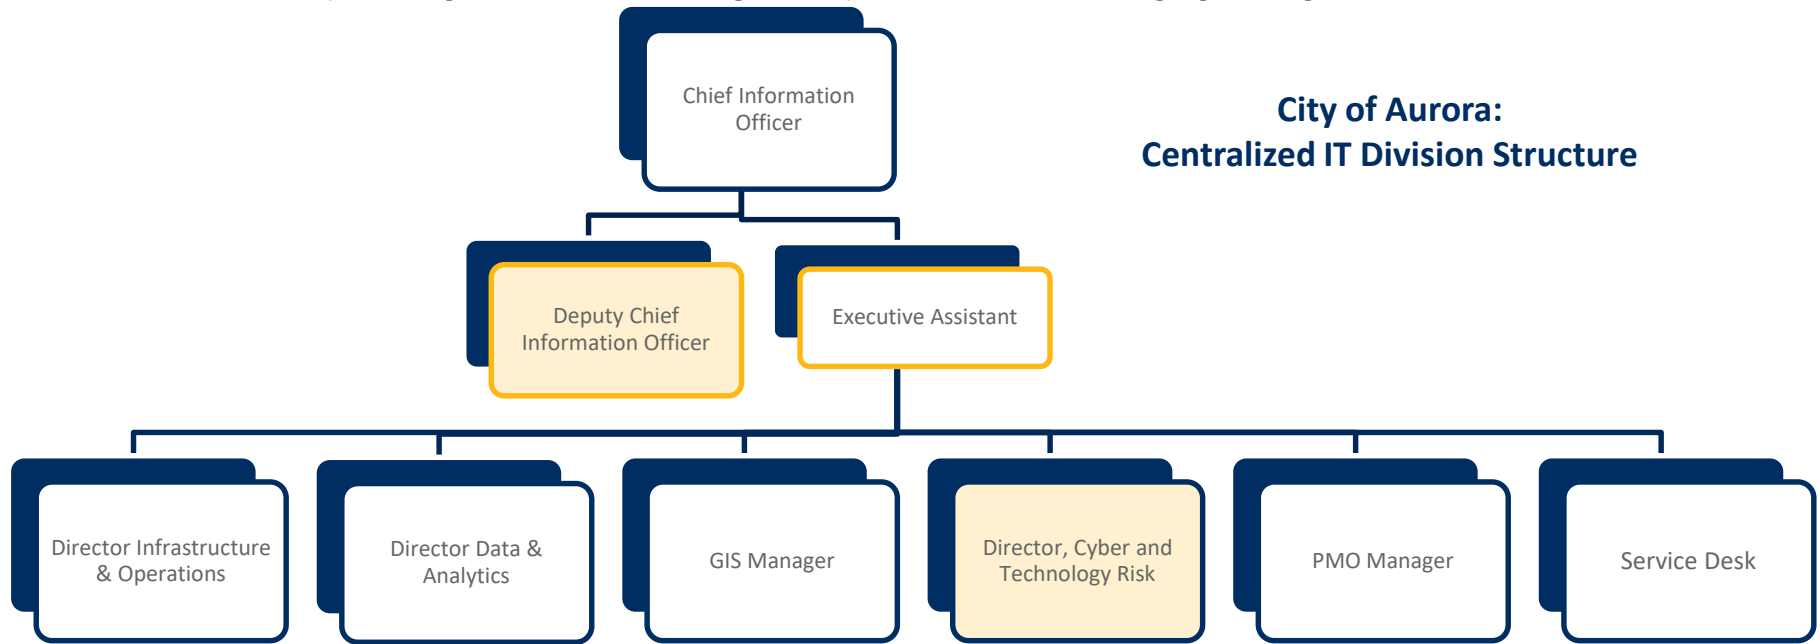 Chief Information
Officer
City of Aurora:
Centralized IT Division Structure
Deputy Chief
Information Officer
Executive Assistant
Director Infrastructure
& Operations
Director Data &
Analytics
GIS Manager
Director, Cyber and
Technology Risk
PMO Manager
Service Desk